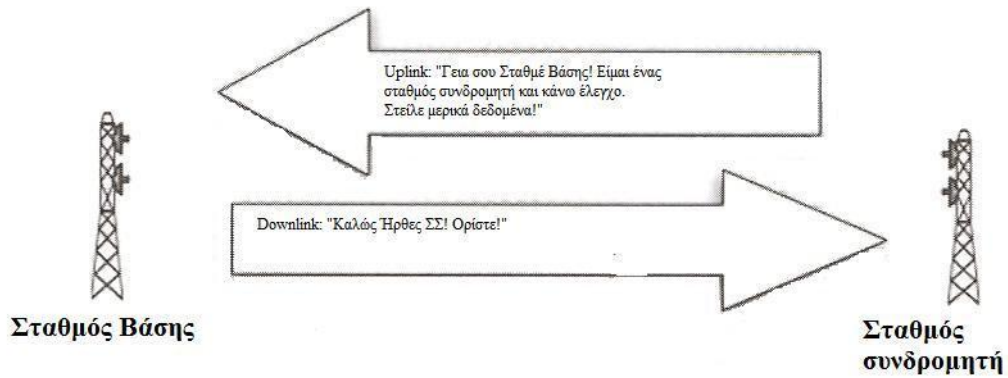 Uplink: "Γεια σου Σταθμέ Βάσης! Είμαι ένας
σταθμός συνδρομητή και κάνω έλεγχο.
Στείλε μερικά δεδομένα!"
Downlink: "Καλώς Ήρθες ΣΣ! Ορίστε!"
Σταθμός Βάσης
Σταθμός
συνδρομητή